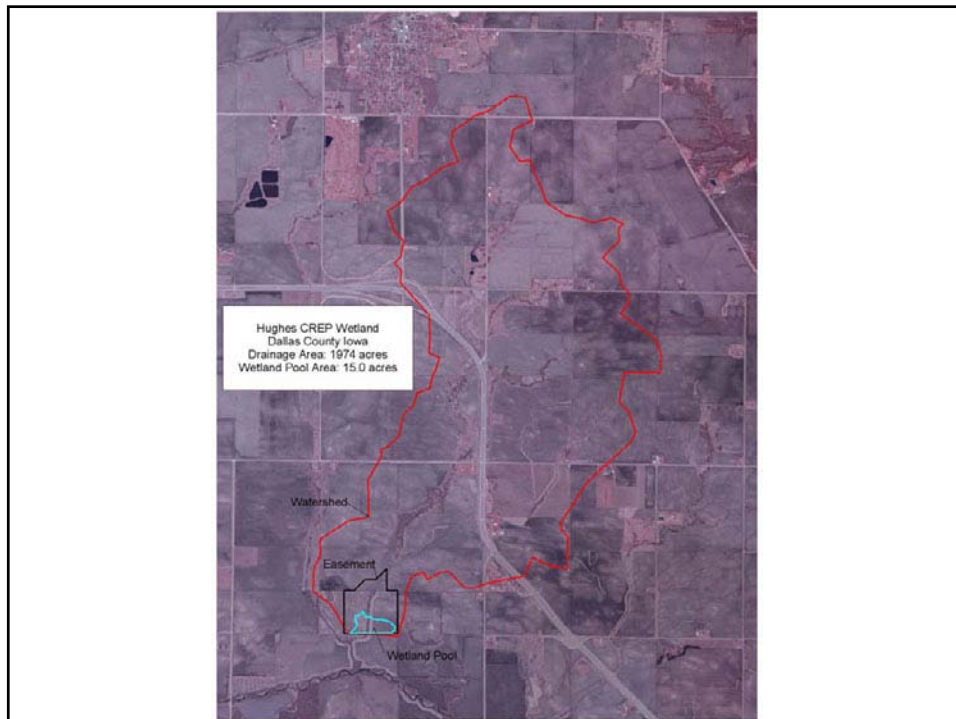 Hughes CREP Wetland
Dallas County Iowa
Drainage Area: 1974 acres
Wetland Pool Area: 15.0 acres
Watershed
Easement
Wetland Pool